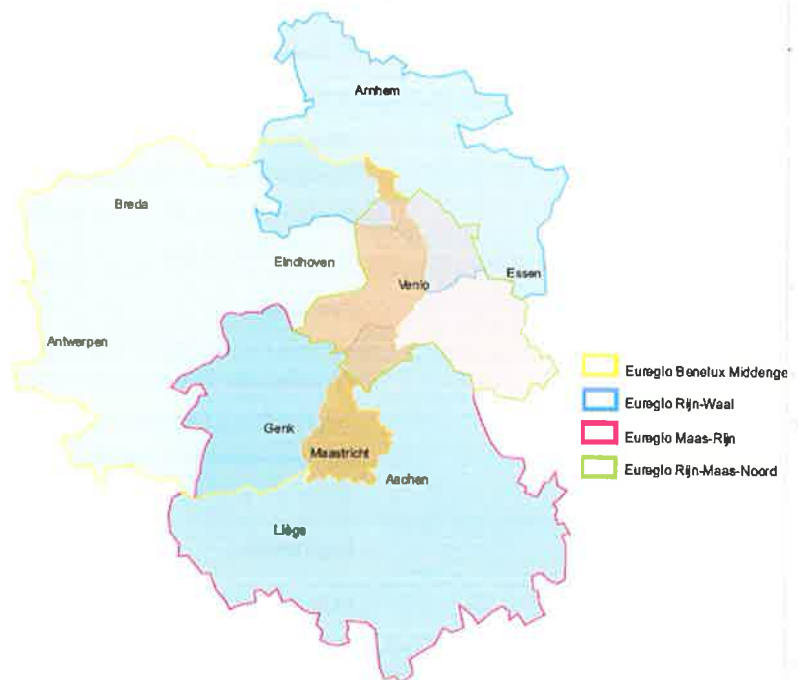 Arnhem
Breda
Eindhoven
Venlo
Essen
Antwerpen
Genk
Maastricht
Aachen
Liège
Euregio Benelux Middenge
Euregio Rijn-Waal
Euregio Maas-Rijn
Euregio Rijn-Maas-Noord